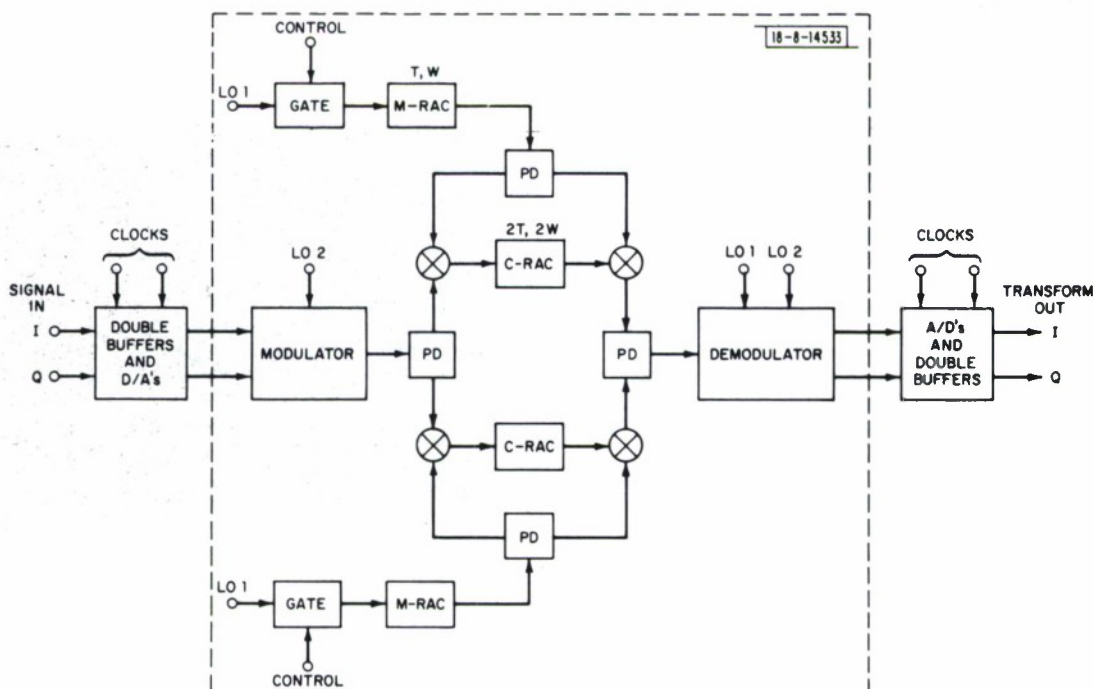 CONTROL
18-8-14533
T, W
LO 1
GATE
M-RAC
PD
2T, 2W
CLOCKS
LO 2
C-RAC
LO 1 LO 2
CLOCKS
SIGNAL
IN
TRANSFORM
OUT
I
Q
DOUBLE
BUFFERS
AND
D/A's
MODULATOR
PD
PD
DEMODULATOR
A/D's
AND
DOUBLE
BUFFERS
I
Q
C-RAC
PD
LO 1
GATE
M-RAC
CONTROL